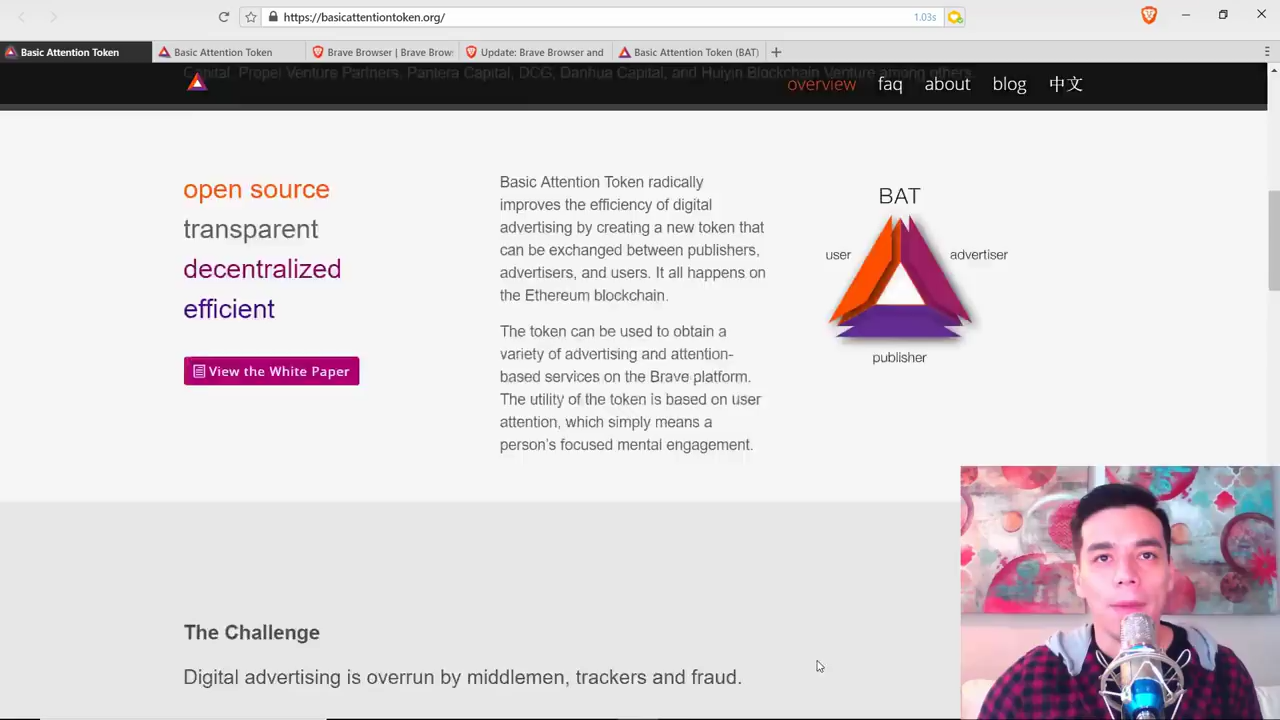 https://basicattentiontoken.org/
1.03s
Basic Attention Token
Basic Attention Token
Brave Browser | Brave Brow
Update: Brave Browser and
Basic Attention Token (BAT)
Capital, Propel Venture Partners, Pantera Capital, DCG, Danhua Capital, and Huiyin Blockchain Venture among others.
overview
faq
about
blog
中文
open source
transparent
decentralized
efficient
View the White Paper
Basic Attention Token radically
improves the efficiency of digital
advertising by creating a new token that
can be exchanged between publishers,
advertisers, and users. It all happens on
the Ethereum blockchain.
The token can be used to obtain a
variety of advertising and attention-
based services on the Brave platform.
The utility of the token is based on user
attention, which simply means a
person's focused mental engagement.
BAT
user
advertiser
publisher
The Challenge
Digital advertising is overrun by middlemen, trackers and fraud.